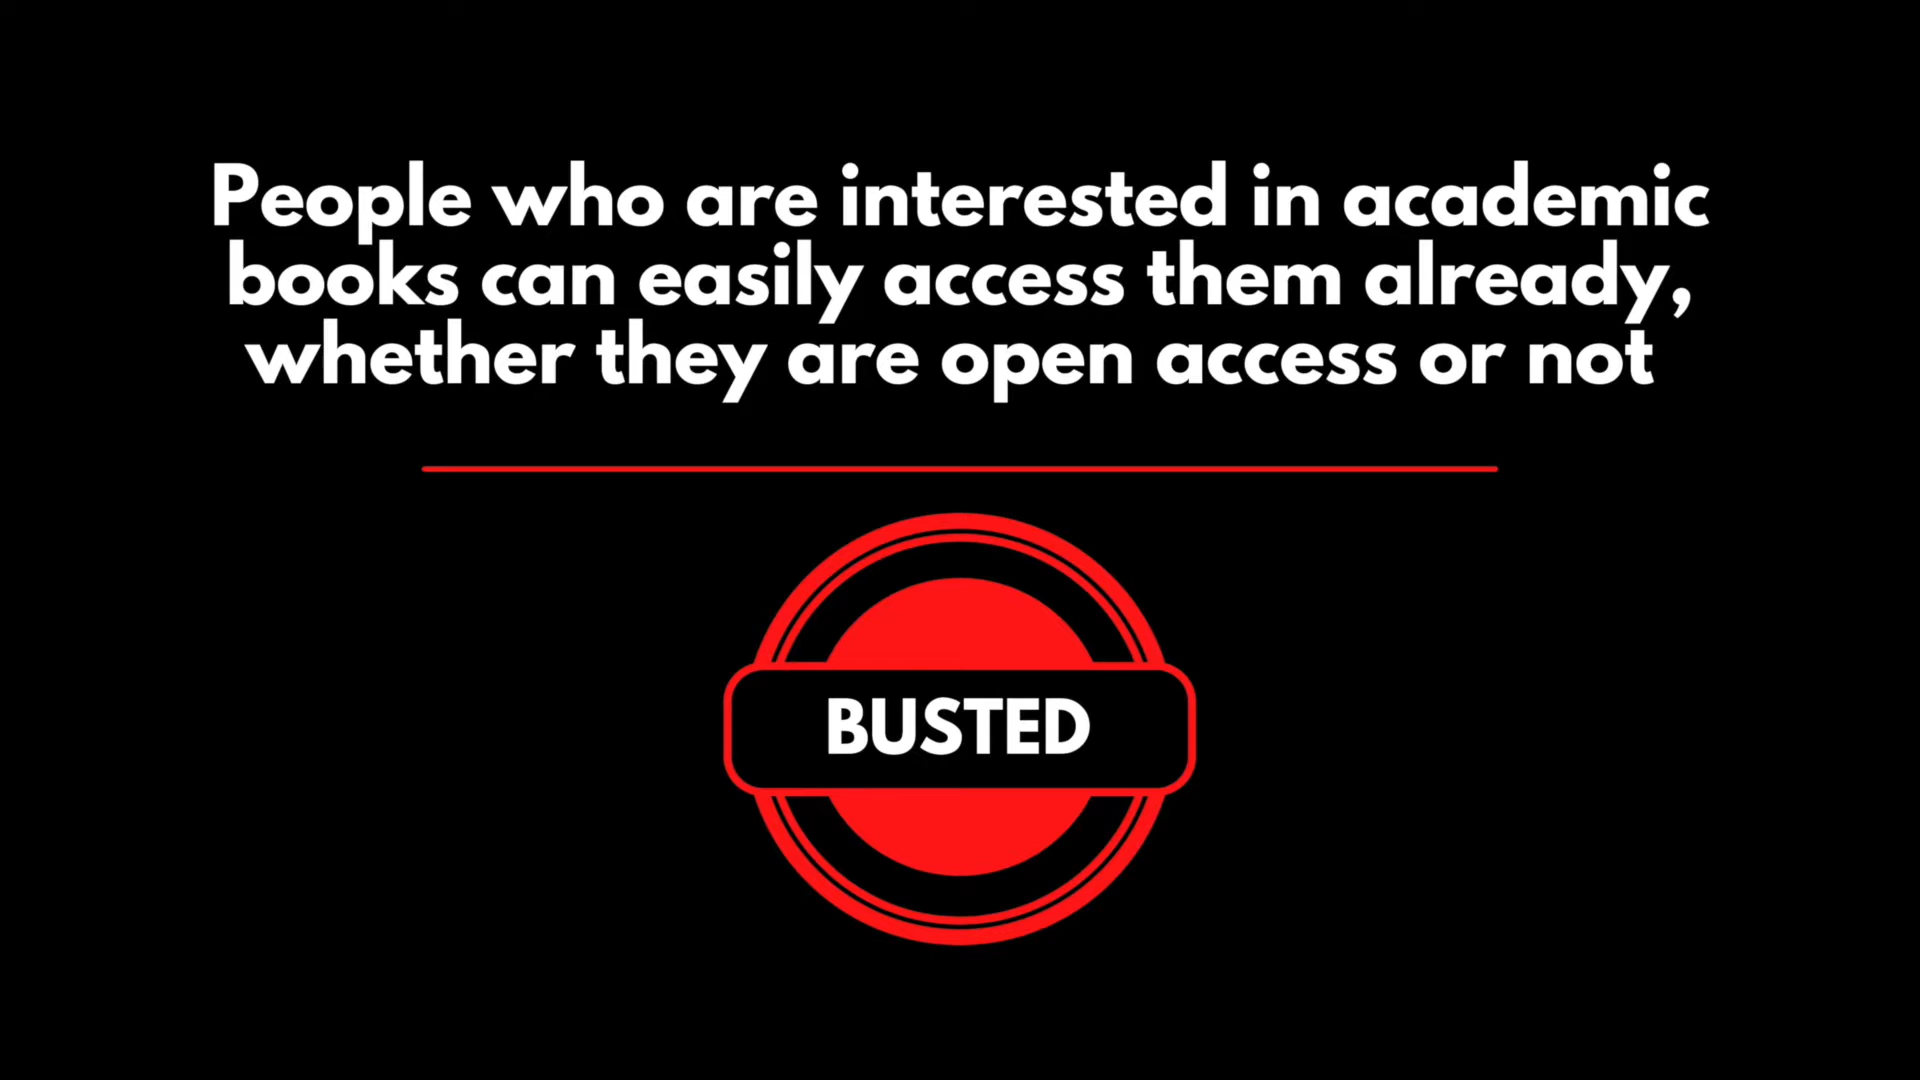 People who are interested in academic
books can easily access them already,
whether they are open access or not
BUSTED